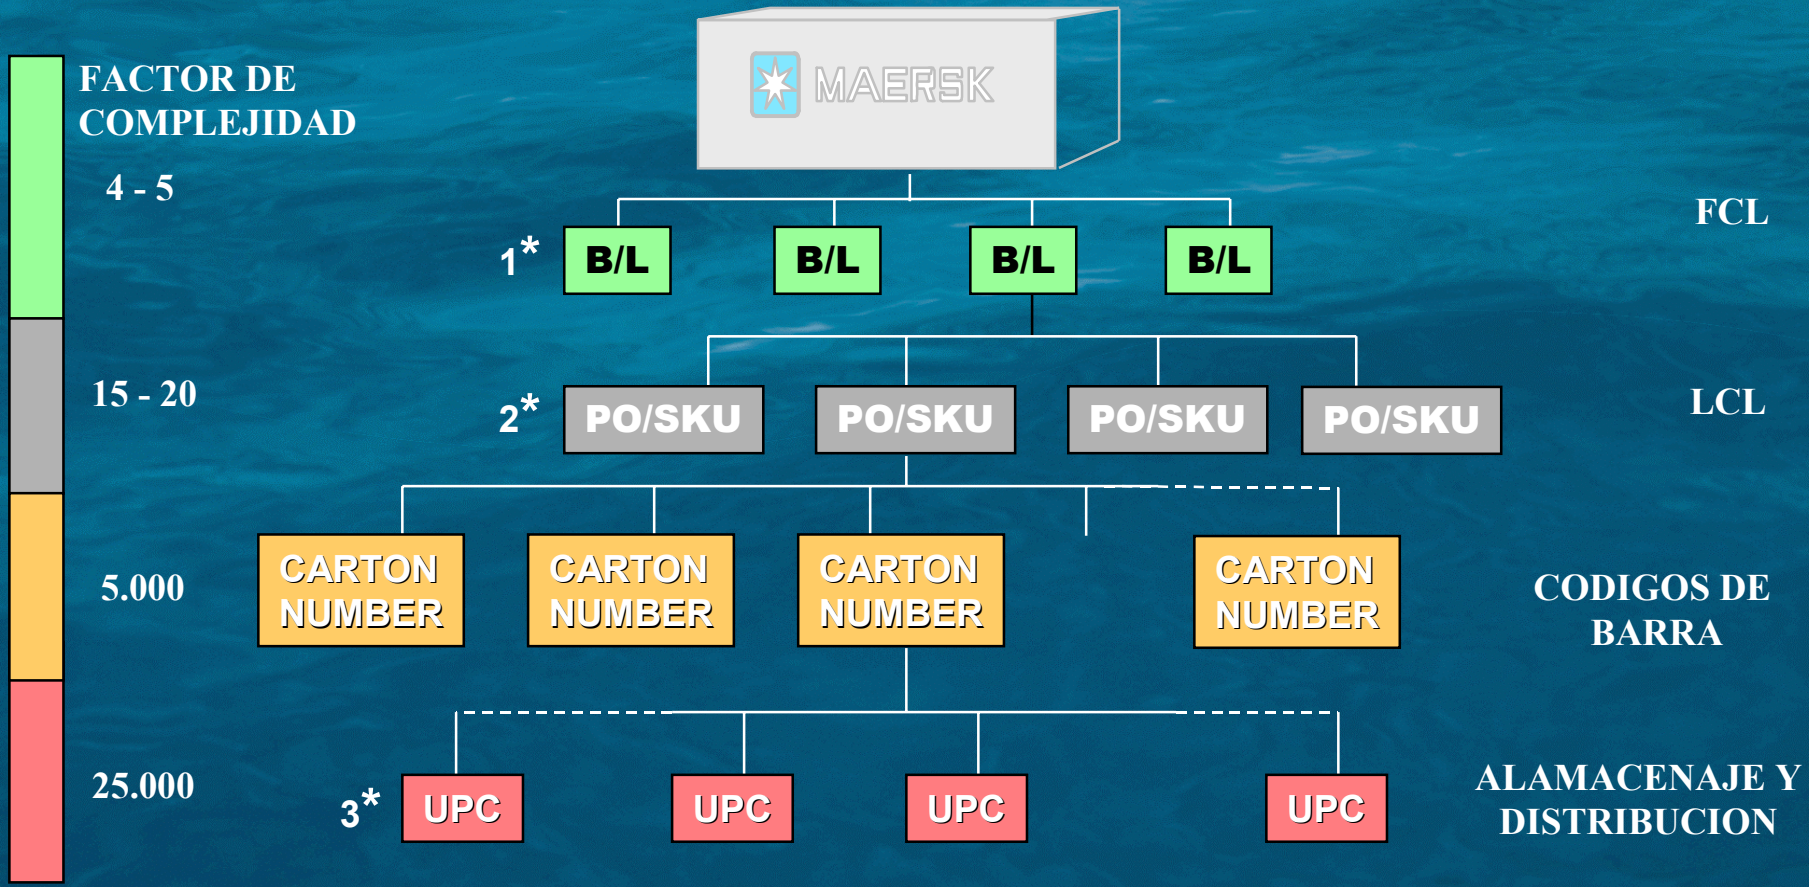 MAERSK
FACTOR DE
COMPLEJIDAD
4 - 5
FCL
1* B/L B/L B/L B/L
15 - 20
LCL
2* PO/SKU PO/SKU PO/SKU PO/SKU
5.000
CARTON
NUMBER
CARTON
NUMBER
CARTON
NUMBER
CARTON
NUMBER
CODIGOS DE
BARRA
25.000
3* UPC UPC UPC UPC
ALAMACENAJE Y
DISTRIBUCION